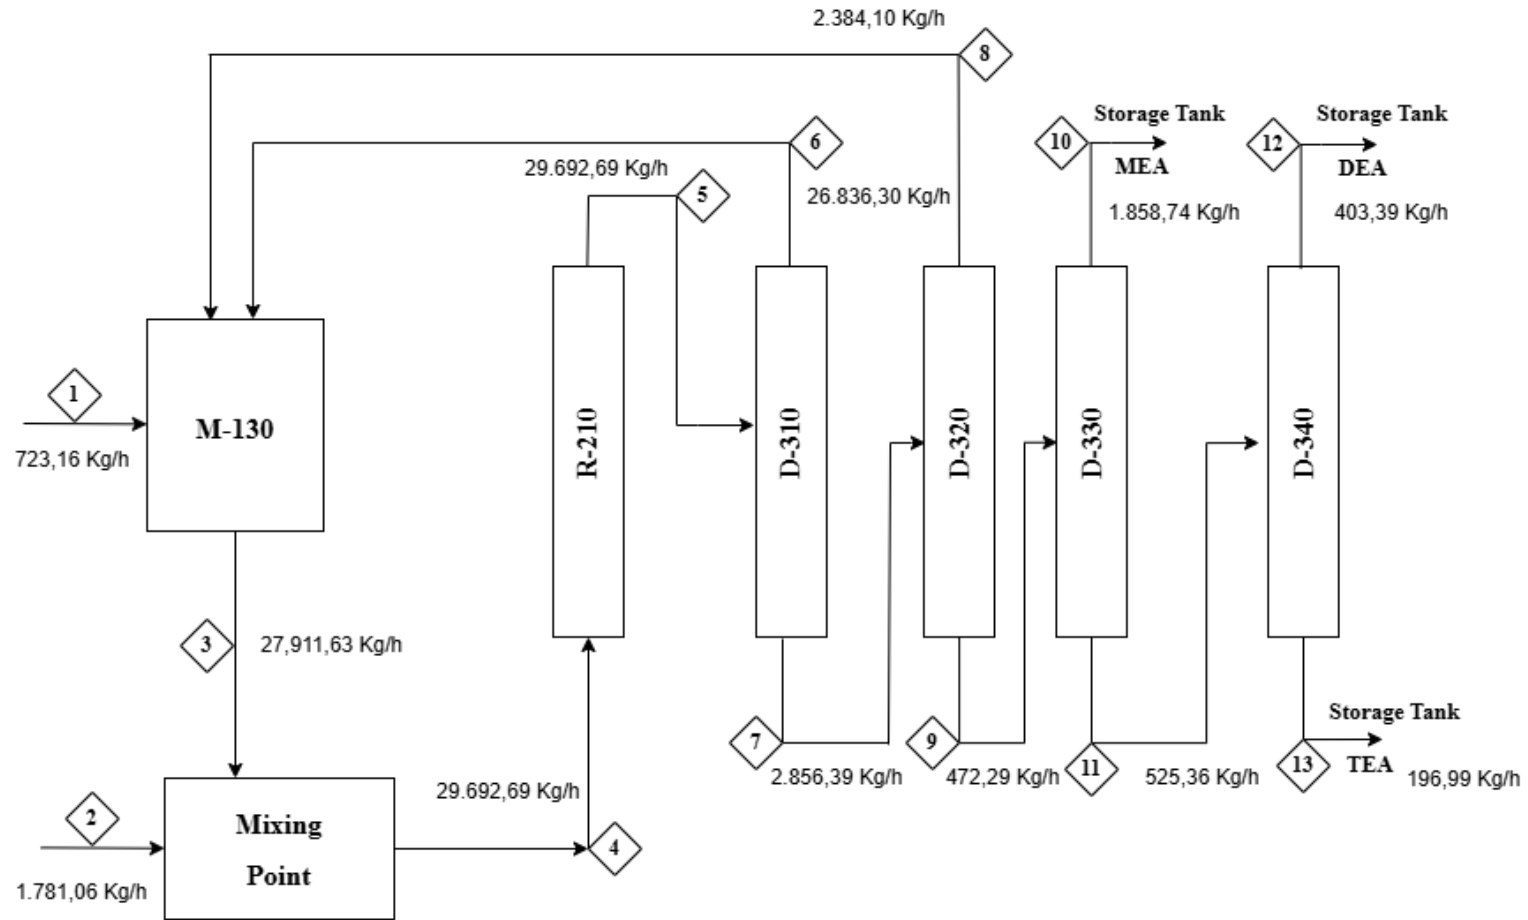 2.384,10 Kg/h
8
6
29.692,69 Kg/h
5
26.836,30 Kg/h
10
Storage Tank
MEA
1.858,74 Kg/h
12
Storage Tank
DEA
403,39 Kg/h
1
723,16 Kg/h
M-130
R-210
D-310
D-320
D-330
D-340
3
27,911,63 Kg/h
2
1.781,06 Kg/h
Mixing
Point
29.692,69 Kg/h
4
7
2.856,39 Kg/h
9
472,29 Kg/h
11
525,36 Kg/h
Storage Tank
13
TEA
196,99 Kg/h